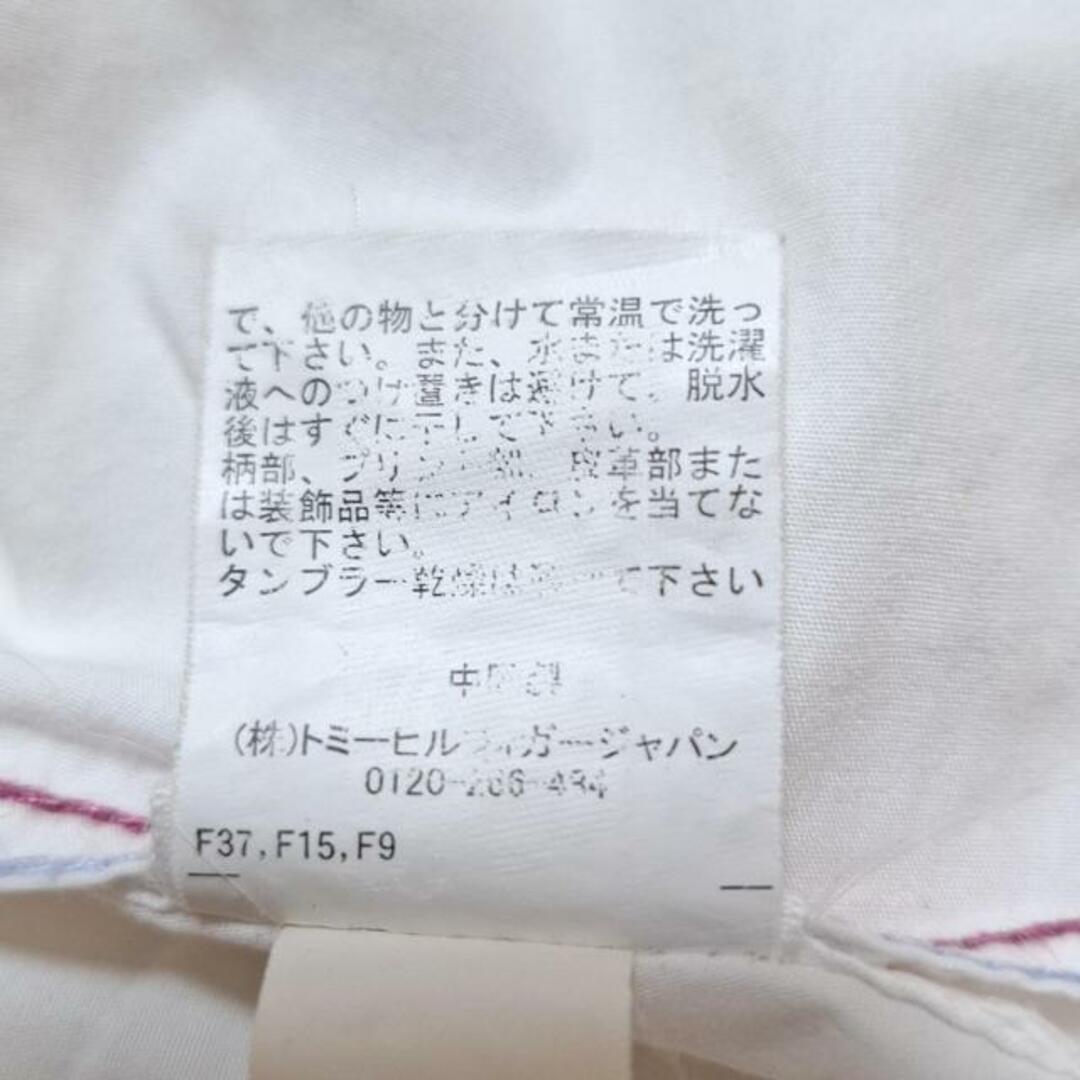 で、他の物と分けて常温で洗っ
て下さい。また、水または洗濯
液へのつけ置きは避けて、脱水
後はすぐに干して下さい。
柄部、プリント部、皮革部また
は装飾品等にアイロンを当てな
いで下さい。
タンブラー乾燥は避けて下さい
中国製
(株)トミーヒルフィガージャパン
0120-266-484
F37,F15,F9